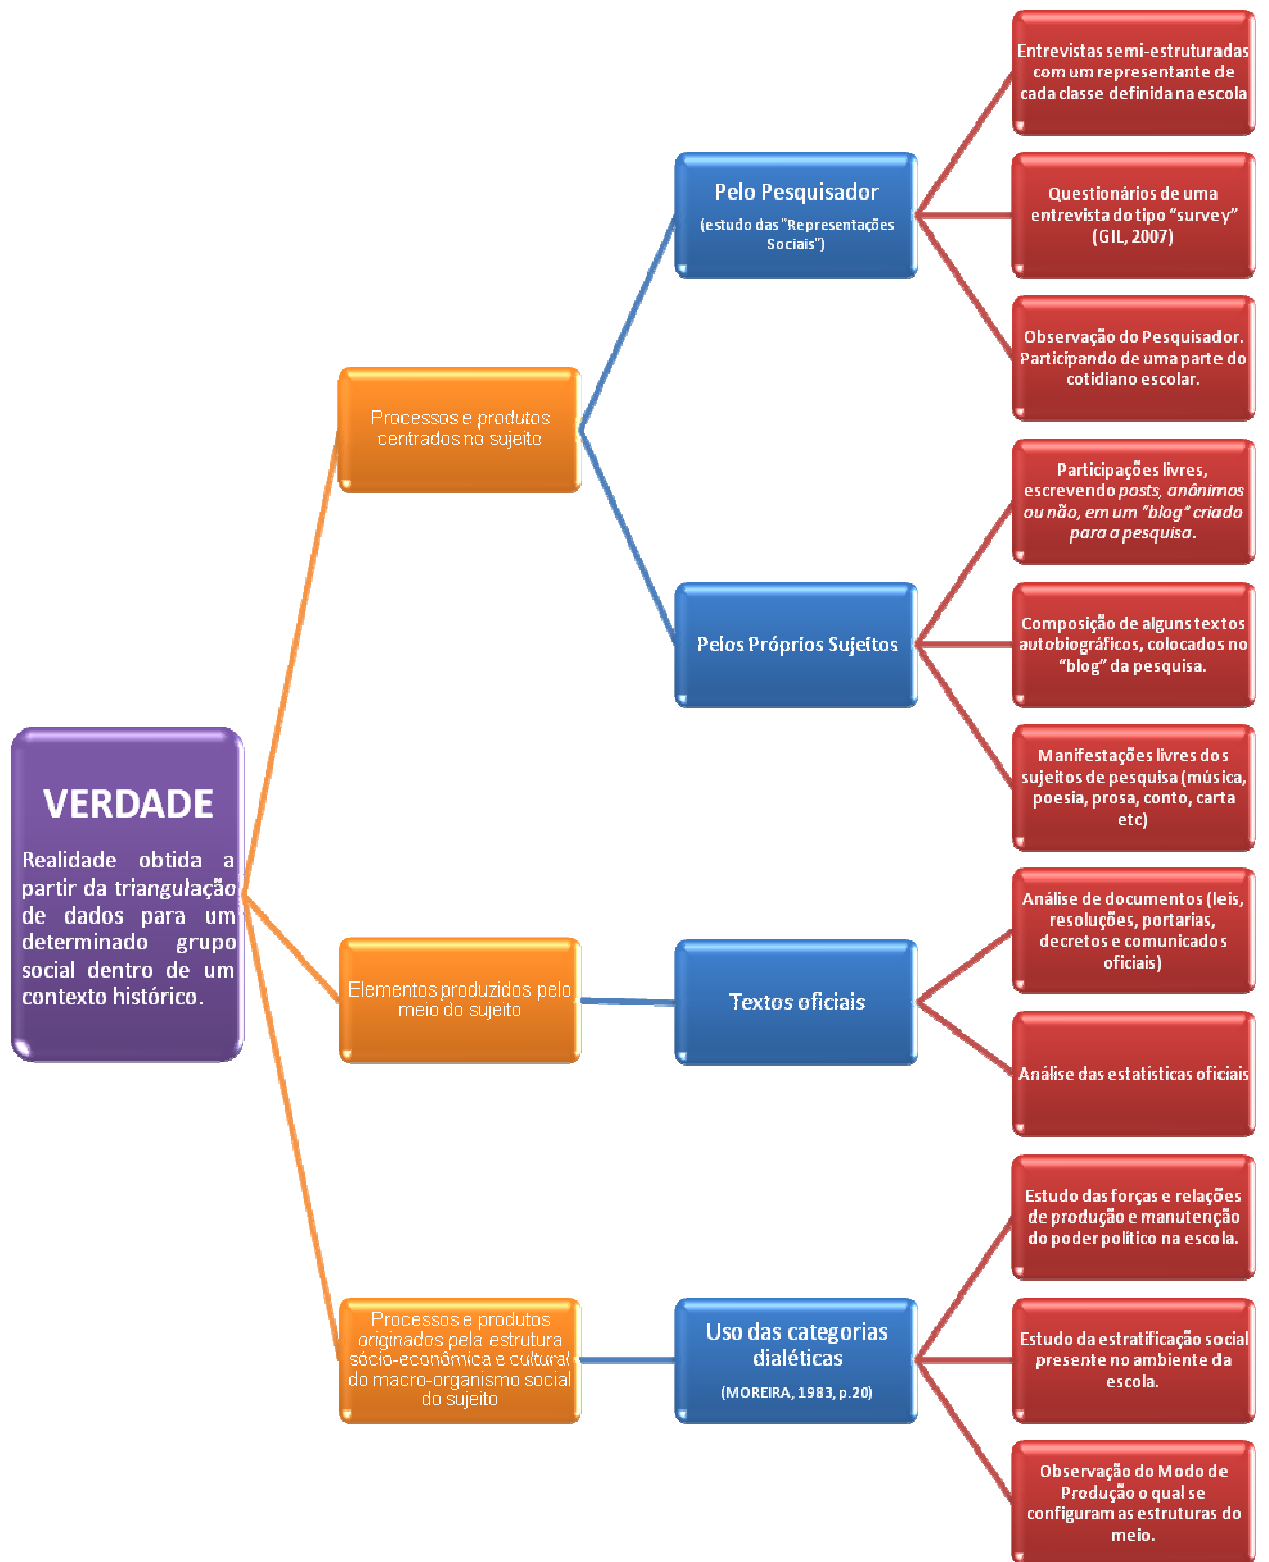 VERDADE
Realidade obtida a
partir da triangulação
de dados para um
determinado grupo
social dentro de um
contexto histórico.
Processos e produtos
centrados no sujeito
Pelo Pesquisador
(estudo das "Representações
Sociais")
Entrevistas semi-estruturadas
com um representante de
cada classe definida na escola
Questionários de uma
entrevista do tipo “survey”
(GIL, 2007)
Observação do Pesquisador.
Participando de uma parte do
cotidiano escolar.
Pelos Próprios Sujeitos
Participações livres,
escrevendo posts, anônimos
ou não, em um “blog” criado
para a pesquisa.
Composição de alguns textos
autobiográficos, colocados no
“blog” da pesquisa.
Manifestações livres dos
sujeitos de pesquisa (música,
poesia, prosa, conto, carta
etc)
Elementos produzidos pelo
meio do sujeito
Textos oficiais
Análise de documentos (leis,
resoluções, portarias,
decretos e comunicados
oficiais)
Análise das estatísticas oficiais
Processos e produtos
originados pela estrutura
sócio-econômica e cultural
do macro-organismo social
do sujeito
Uso das categorias
dialéticas
(MOREIRA, 1983, p.20)
Estudo das forças e relações
de produção e manutenção
do poder político na escola.
Estudo da estratificação social
presente no ambiente da
escola.
Observação do Modo de
Produção o qual se
configuram as estruturas do
meio.